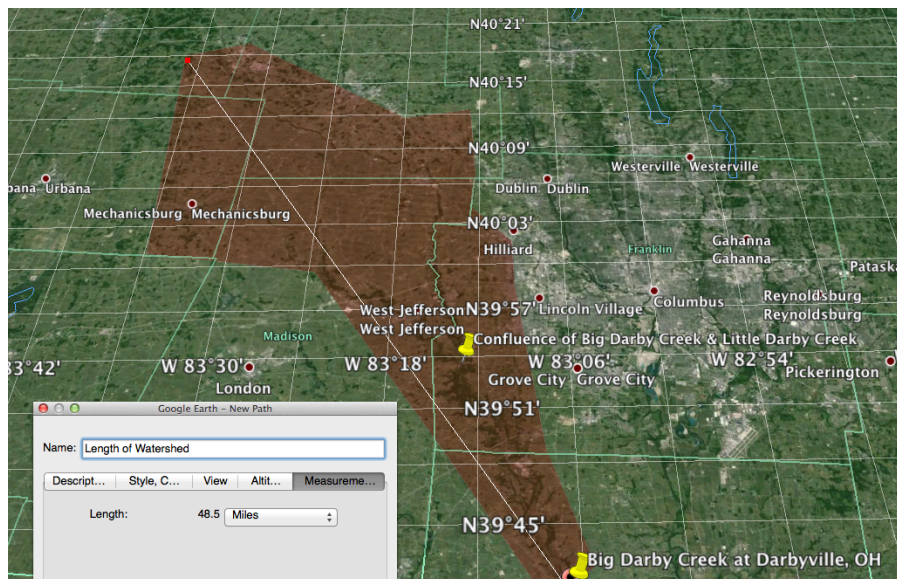 N40°21'
N40°15'
N40°09'
Westerville Westerville
Urbana
Dublin Dublin
Mechanicsburg Mechanicsburg
N40°03'
Hilliard
Franklin
Gahanna
Gahanna
Pataska
Reynoldsburg
Reynoldsburg
West Jefferson
West Jefferson
N39°57'
Lincoln Village
Columbus
Madison
Confluence of Big Darby Creek & Little Darby Creek
83°42'
W 83°30'
W 83°18'
W 83°06'
W 82°54'
Pickerington
London
Grove City Grove City
N39°51'
Google Earth - New Path
Name: Length of Watershed
Descript... Style, C... View Altit... Measureme...
Length: 48.5 Miles
N39°45'
Big Darby Creek at Darbyville, OH